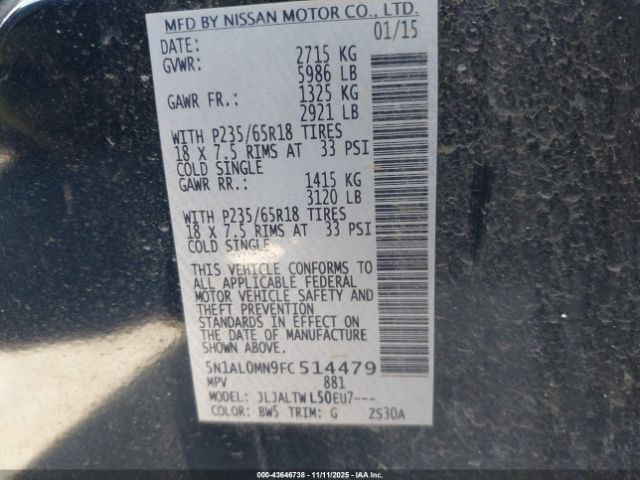 MFD BY NISSAN MOTOR CO., LTD.
DATE: 01/15
GVWR: 2715 KG
5986 LB
GAWR FR.: 1325 KG
2921 LB
WITH P235/65R18 TIRES
18 X 7.5 RIMS AT 33 PSI
COLD SINGLE
GAWR RR.: 1415 KG
3120 LB
WITH P235/65R18 TIRES
18 X 7.5 RIMS AT 33 PSI
COLD SINGLE
THIS VEHICLE CONFORMS TO
ALL APPLICABLE FEDERAL
MOTOR VEHICLE SAFETY AND
THEFT PREVENTION
STANDARDS IN EFFECT ON
THE DATE OF MANUFACTURE
SHOWN ABOVE.
5N1AL0MN9FC514479
MPV 881
MODEL: JLJALTWL50EU7---
COLOR: BW5 TRIM: G ZS30A
000-43646738 - 11/11/2025 - IAAI.COM